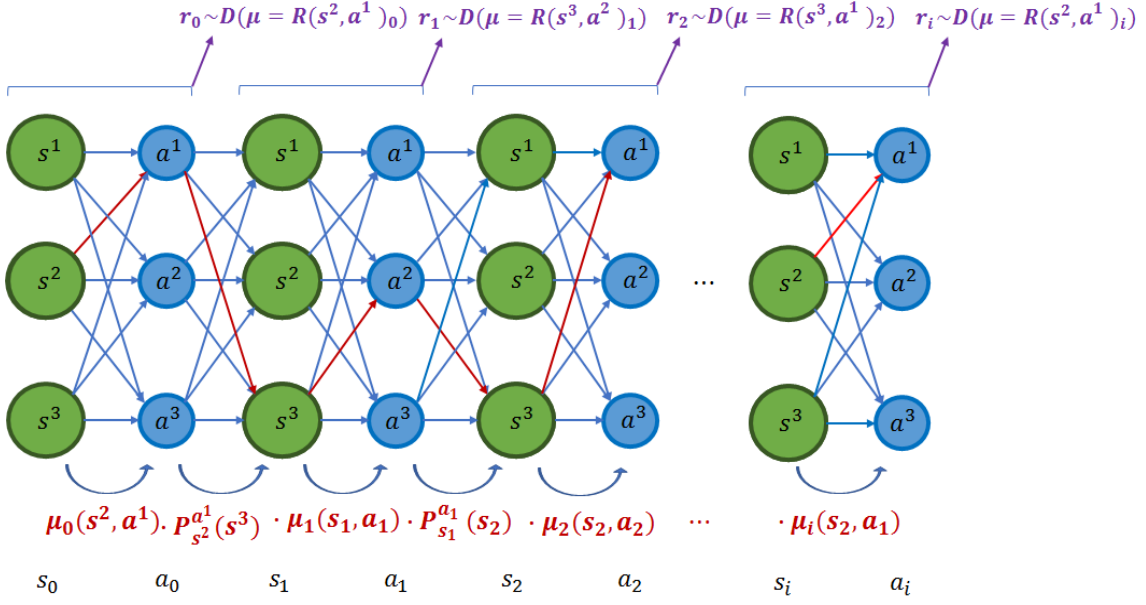 r₀~D(μ = R(s², a¹ )₀) r₁~D(μ = R(s³, a² )₁) r₂~D(μ = R(s³, a¹ )₂) rᵢ~D(μ = R(s², a¹ )ᵢ)
s¹ a¹ s¹ a¹ s¹ a¹ s¹ a¹
s² a² s² a² s² a² ... s² a²
s³ a³ s³ a³ s³ a³ s³ a³
μ₀(s², a¹). P_{s²}^{a¹}(s³) · μ₁(s₁, a₁) · P_{s₁}^{a₁}(s₂) · μ₂(s₂, a₂) ... · μᵢ(s₂, a₁)
s₀ a₀ s₁ a₁ s₂ a₂ sᵢ aᵢ